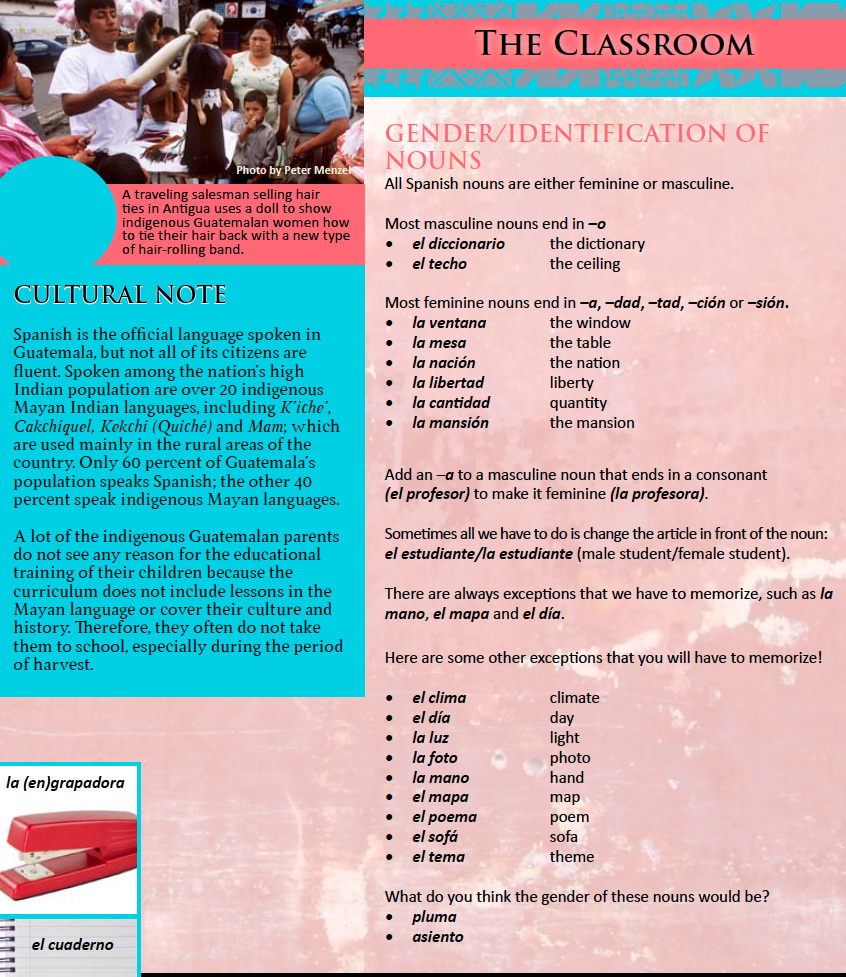 Photo by Peter Menzel
A traveling salesman selling hair
ties in Antigua uses a doll to show
indigenous Guatemalan women how
to tie their hair back with a new type
of hair-rolling band.
CULTURAL NOTE
Spanish is the official language spoken in
Guatemala, but not all of its citizens are
fluent. Spoken among the nation's high
Indian population are over 20 indigenous
Mayan Indian languages, including K'iche',
Cakchiquel, Kekchi (Quiché) and Mam; which
are used mainly in the rural areas of the
country. Only 60 percent of Guatemala's
population speaks Spanish; the other 40
percent speak indigenous Mayan languages.
A lot of the indigenous Guatemalan parents
do not see any reason for the educational
training of their children because the
curriculum does not include lessons in the
Mayan language or cover their culture and
history. Therefore, they often do not take
them to school, especially during the period
of harvest.
la (en)grapadora
el cuaderno
THE CLASSROOM
GENDER/IDENTIFICATION OF
NOUNS
All Spanish nouns are either feminine or masculine.
Most masculine nouns end in –o
• el diccionario the dictionary
• el techo the ceiling
Most feminine nouns end in –a, –dad, –tad, –ción or –sión.
• la ventana the window
• la mesa the table
• la nación the nation
• la libertad liberty
• la cantidad quantity
• la mansión the mansion
Add an –a to a masculine noun that ends in a consonant
(el profesor) to make it feminine (la profesora).
Sometimes all we have to do is change the article in front of the noun:
el estudiante/la estudiante (male student/female student).
There are always exceptions that we have to memorize, such as la
mano, el mapa and el día.
Here are some other exceptions that you will have to memorize!
• el clima climate
• el día day
• la luz light
• la foto photo
• la mano hand
• el mapa map
• el poema poem
• el sofá sofa
• el tema theme
What do you think the gender of these nouns would be?
• pluma
• asiento